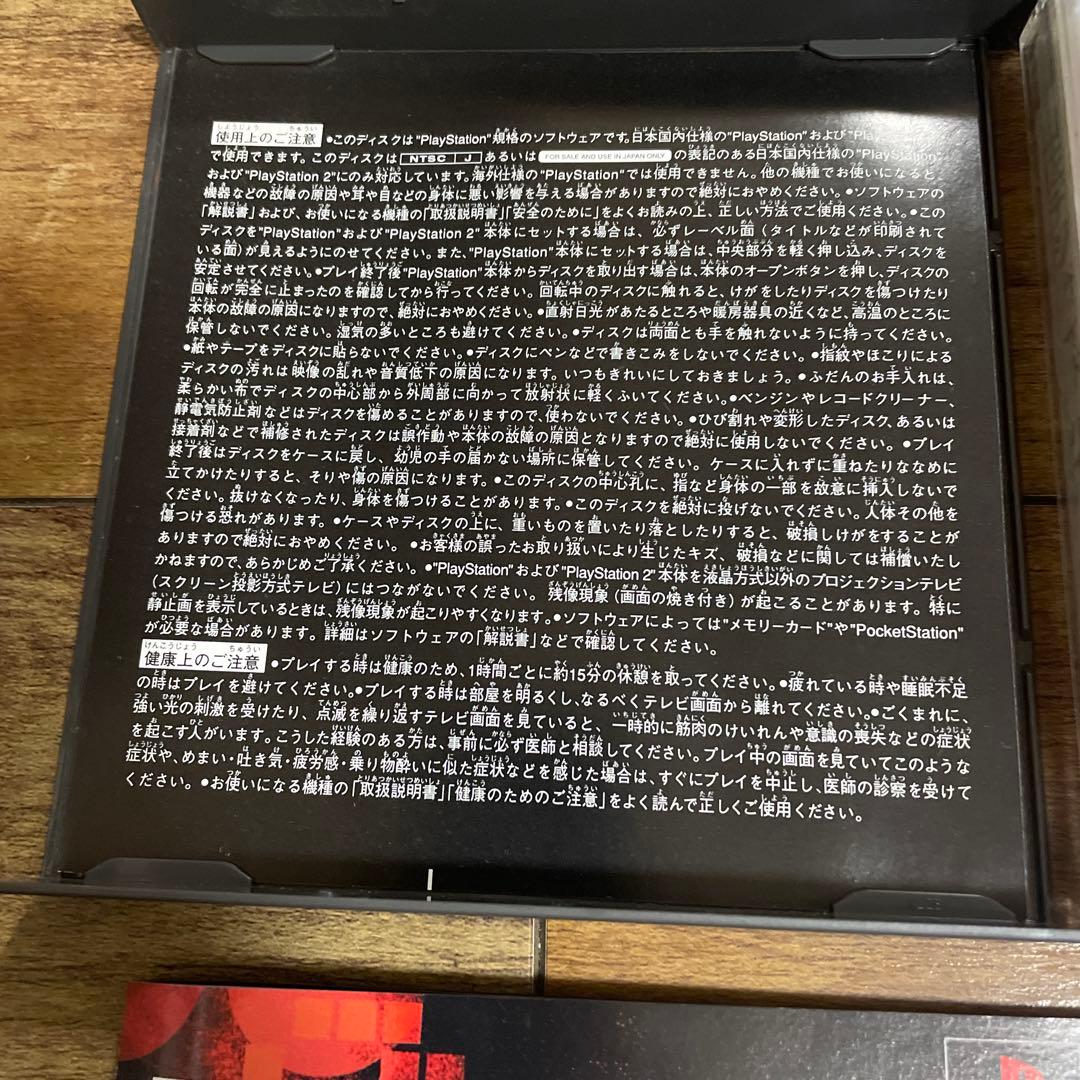 使用上のご注意 ●このディスクは"PlayStation"規格のソフトウェアです。日本国内仕様の"PlayStation"および"
で使用できます。このディスクは NTSC J あるいは FOR SALE AND USE IN JAPAN ONLY の表記のある日本国内仕様の"PlayStation"
および"PlayStation 2"にのみ対応しています。海外仕様の"PlayStation"では使用できません。他の機種でお使いになると、
機器などの故障の原因や耳や目などの身体に悪い影響を与える場合がありますので絶対におやめください。●ソフトウェアの
「解説書」および、お使いになる機種の「取扱説明書」「安全のために」をよくお読みの上、正しい方法でご使用ください。●この
ディスクを"PlayStation"および"PlayStation 2"本体にセットする場合は、必ずレーベル面（タイトルなどが印刷されて
いる面）が見えるようにのせてください。また、"PlayStation"本体にセットする場合は、中央部分を軽く押し込み、ディスクを
安定させてください。●プレイ終了後"PlayStation"本体からディスクを取り出す場合は、本体のオープンボタンを押し、ディスクの
回転が完全に止まったのを確認してから行ってください。回転中のディスクに触れると、けがをしたりディスクを傷つけたり
本体の故障の原因になりますので、絶対におやめください。●直射日光があたるところや暖房器具の近くなど、高温のところに
保管しないでください。湿気の多いところも避けてください。●ディスクは両面とも手を触れないように持ってください。
●紙やテープをディスクに貼らないでください。●ディスクにペンなどで書きこみをしないでください。●指紋やほこりによる
ディスクの汚れは映像の乱れや音質低下の原因になります。いつもきれいにしておきましょう。●ふだんのお手入れは、
柔らかい布でディスクの中心部から外周部に向かって放射状に軽くふいてください。●ベンジンやレコードクリーナー、
静電気防止剤などはディスクを傷めることがありますので、使わないでください。●ひび割れや変形したディスク、あるいは
接着剤などで補修されたディスクは誤作動や本体の故障の原因となりますので絶対に使用しないでください。●プレイ
終了後はディスクをケースに戻し、幼児の手の届かない場所に保管してください。ケースに入れずに重ねたりななめに
立てかけたりすると、そりや傷の原因になります。●このディスクの中心孔に、指など身体の一部を故意に挿入しないで
ください。抜けなくなったり、身体を傷つけることがあります。●このディスクを絶対に投げないでください。人体その他を
傷つける恐れがあります。●ケースやディスクの上に、重いものを置いたり落としたりすると、破損しけがをすることが
ありますので絶対におやめください。●お客様の誤ったお取り扱いにより生じたキズ、破損などに関しては補償いたし
かねますので、あらかじめご了承ください。●"PlayStation"および"PlayStation 2"本体を液晶方式以外のプロジェクションテレビ
（スクリーン投影方式テレビ）にはつながないでください。残像現象（画面の焼き付き）が起こることがあります。特に
静止画を表示しているときは、残像現象が起こりやすくなります。●ソフトウェアによっては"メモリーカード"や"PocketStation"
が必要な場合があります。詳細はソフトウェアの「解説書」などで確認してください。
健康上のご注意 ●プレイする時は健康のため、1時間ごとに約15分の休憩を取ってください。●疲れている時や睡眠不足
の時はプレイを避けてください。●プレイする時は部屋を明るくし、なるべくテレビ画面から離れてください。●ごくまれに、
強い光の刺激を受けたり、点滅を繰り返すテレビ画面を見ていると、一時的に筋肉のけいれんや意識の喪失などの症状
を起こす人がいます。こうした経験のある方は、事前に必ず医師と相談してください。プレイ中の画面を見ていてこのような
症状や、めまい・吐き気・疲労感・乗り物酔いに似た症状などを感じた場合は、すぐにプレイを中止し、医師の診察を受けて
ください。●お使いになる機種の「取扱説明書」「健康のためのご注意」をよく読んで正しくご使用ください。